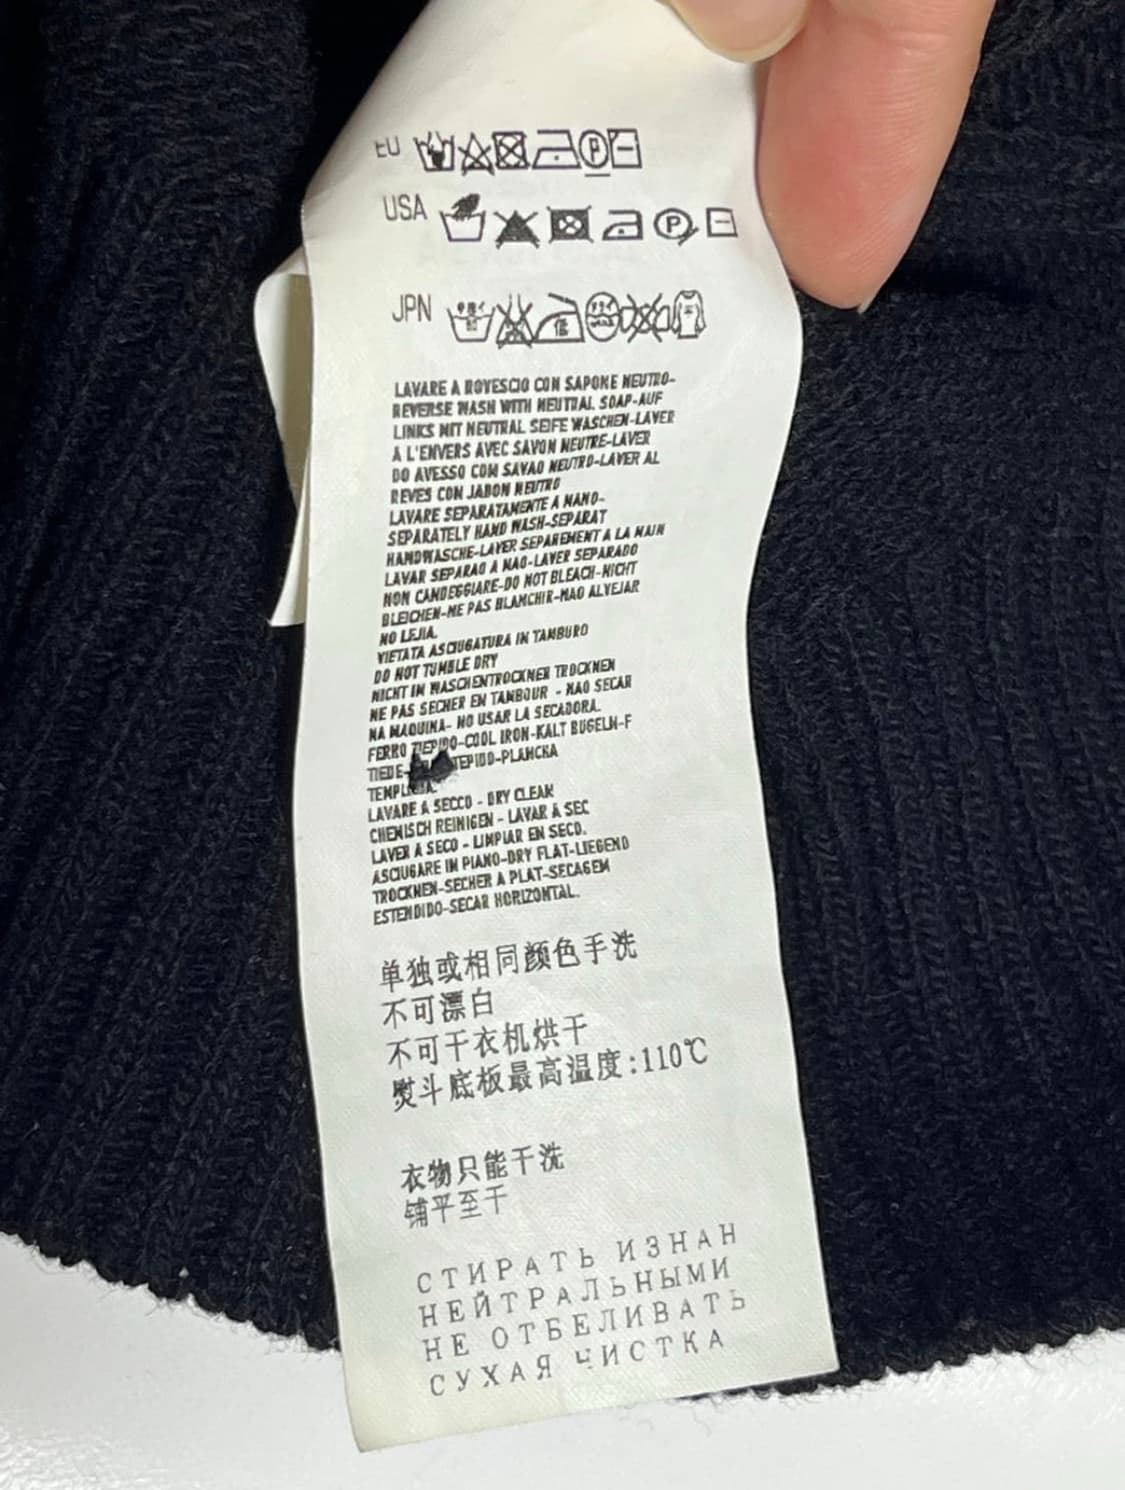 EU
USA
JPN
LAVARE A ROVESCIO CON SAPONE NEUTRO-
REVERSE WASH WITH NEUTRAL SOAP-AUF
LINKS MIT NEUTRAL SEIFE WASCHEN-LAVER
A L'ENVERS AVEC SAVON NEUTRE-LAVER
DO AVESSO COM SAVAO NEUTRO-LAVER AL
REVES CON JABON NEUTRO
LAVARE SEPARATAMENTE A MANO-
SEPARATELY HAND WASH-SEPARAT
HANDWASCHE-LAVER SEPAREMENT A LA MAIN
LAVAR SEPARAO A MAO-LAVER SEPARADO
NON CANDEGGIARE-DO NOT BLEACH-NICHT
BLEICHEN-NE PAS BLANCHIR-NAO ALVEJAR
NO LEJIA.
VIETATA ASCIUGATURA IN TAMBURO
DO NOT TUMBLE DRY
NICHT IN WASCHENTROCKNER TROCKNEN
NE PAS SECHER EN TANBOUR - NAO SECAR
NA MAQUINA- NO USAR LA SECADORA.
FERRO TIEPIDO-COOL IRON-KALT BUGELN-F
TIEDE- TEPIDO-PLANCHA
LAVARE A SECCO - DRY CLEAN
CHEMISCH REINIGEN - LAVAR A SEC
LAVER A SECO - LIMPIAR EN SECO.
ASCIUGARE IN PIANO-DRY FLAT-LIEGEND
TROCKNEN-SECHER A PLAT-SECAGEM
ESTENDIDO-SECAR HORIZONTAL.
单独或相同颜色手洗
不可漂白
不可干衣机烘干
熨斗底板最高温度:110℃
衣物只能干洗
铺平至干
СТИРАТЬ ИЗНАН
НЕЙТРАЛЬНЫМИ
НЕ ОТБЕЛИВАТЬ
СУХАЯ ЧИСТКА